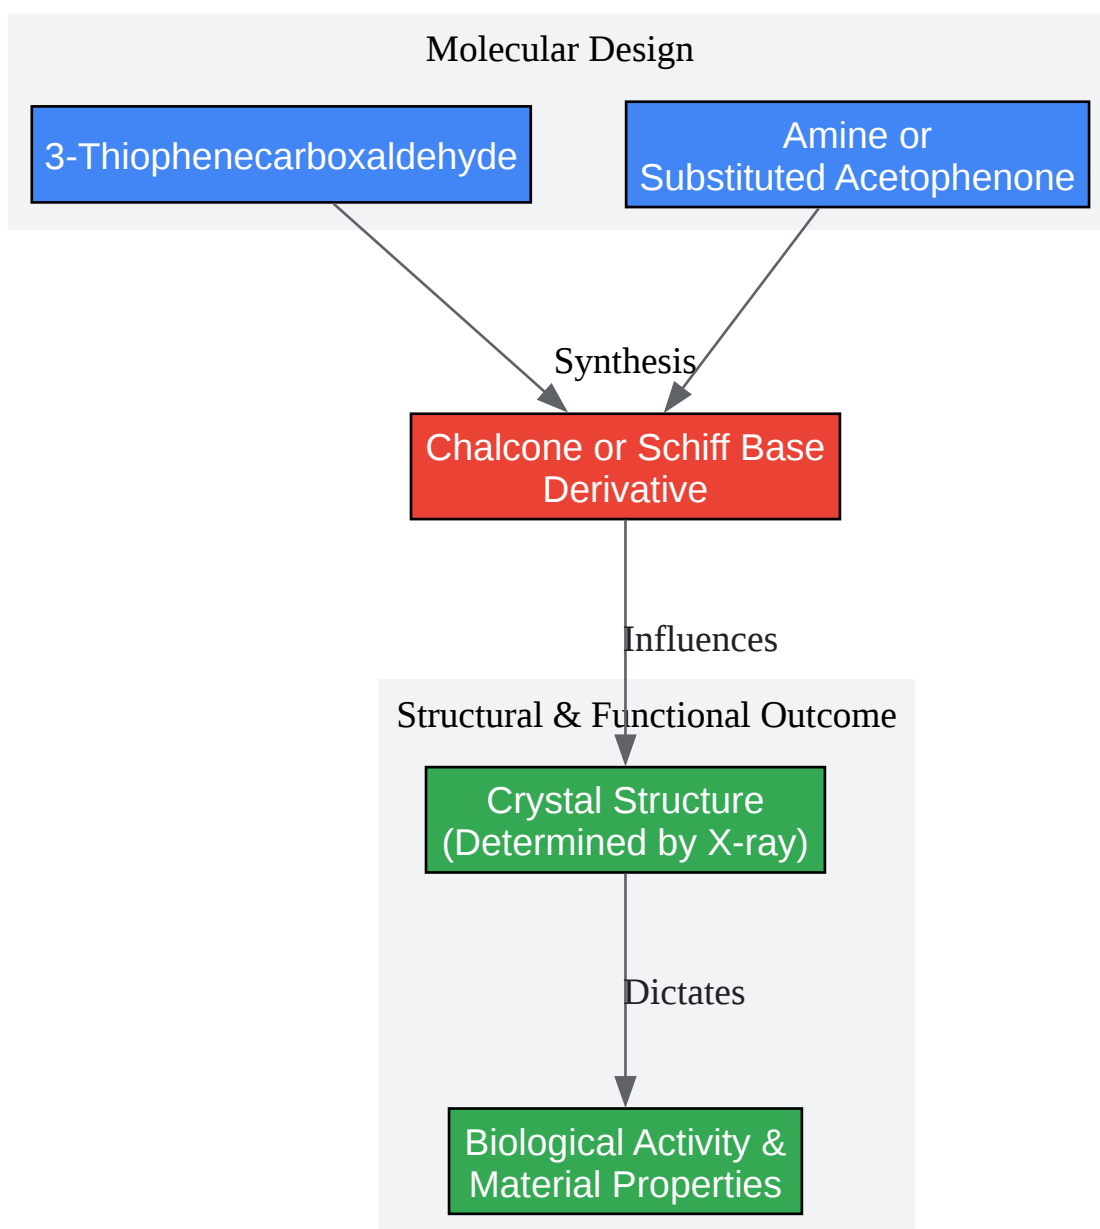 Molecular Design
3-Thiophenecarboxaldehyde
Amine or
Substituted Acetophenone
Synthesis
Chalcone or Schiff Base
Derivative
Influences
Structural & Functional Outcome
Crystal Structure
(Determined by X-ray)
Dictates
Biological Activity &
Material Properties